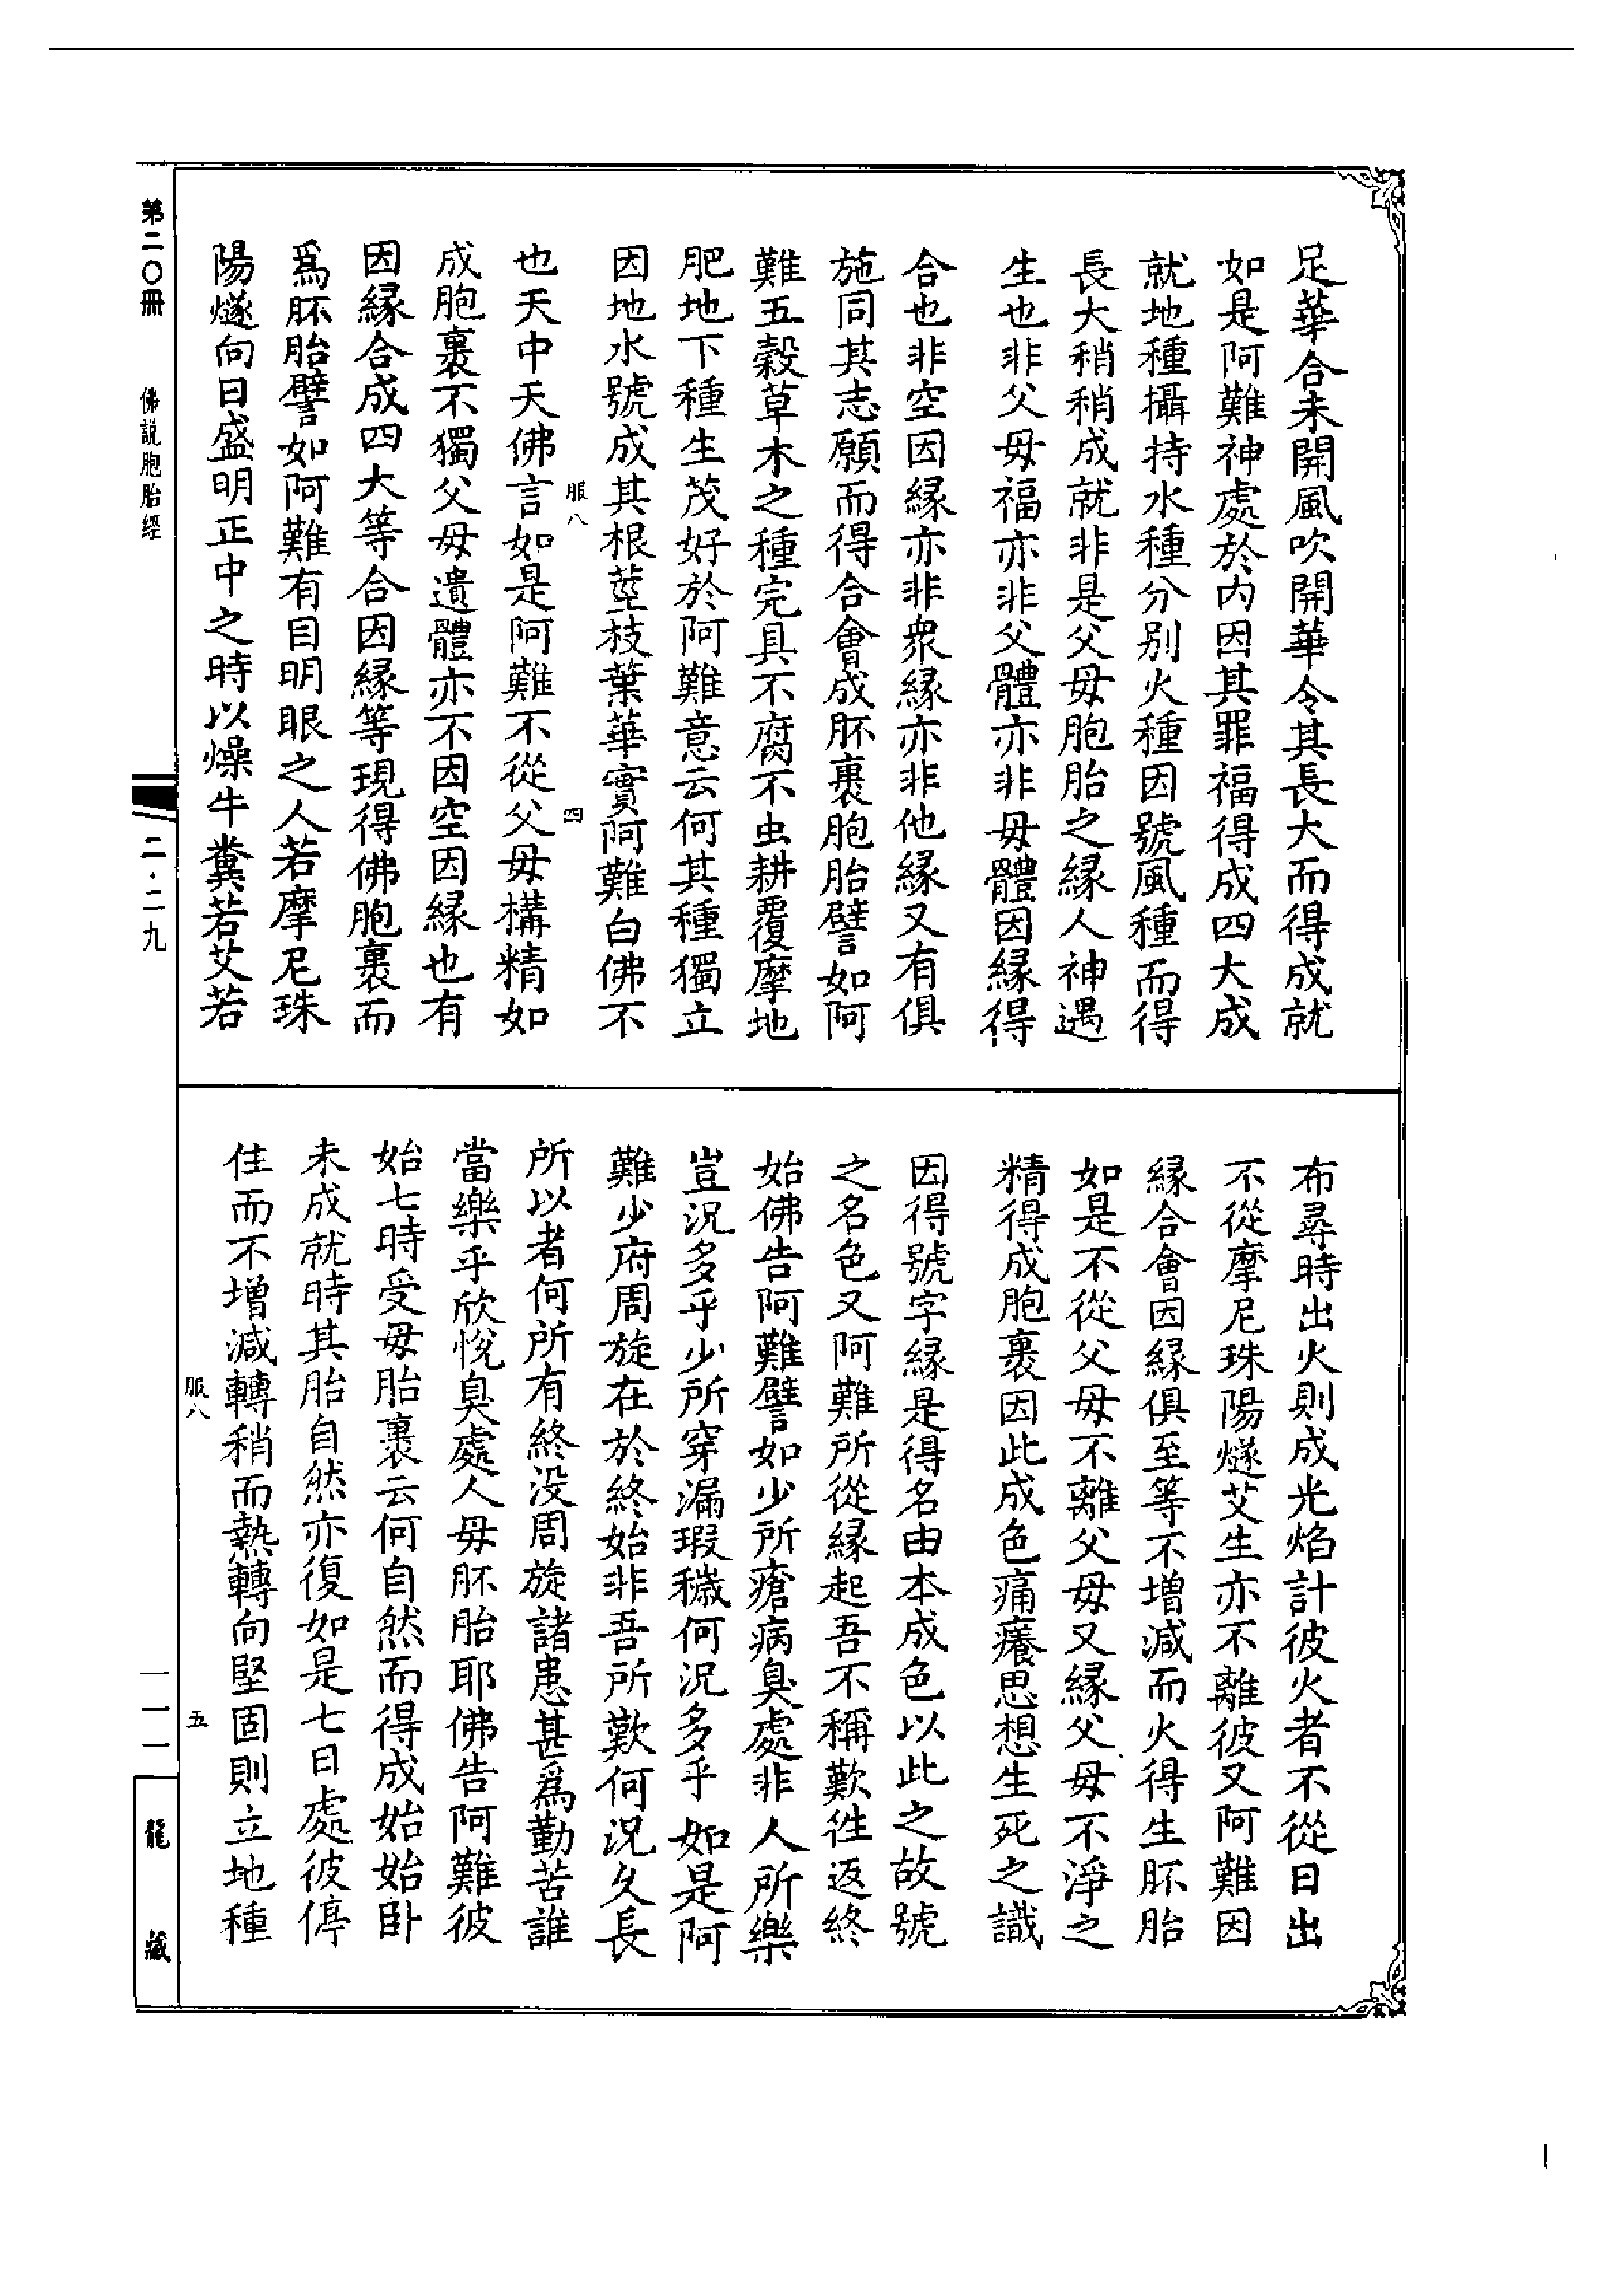 足華合未開風吹開華令其長大而得成就
如是阿難神處於内因其罪福得成四大成
就地種攝持水種分别火種因號風種而得
長大稍稍成就非是父母胞胎之緣人神遇
生也非父母福亦非父體亦非母體因緣得
合也非空因緣亦非衆緣亦非他緣又有俱
施同其志願而得合會成胚裹胞胎譬如阿
難五穀草木之種完具不腐不虫耕覆摩地
肥地下種生茂好於阿難意云何其種獨立
因地水號成其根莖枝葉華實阿難白佛不
服八
四
也天中天佛言如是阿難不從父母構精如
成胞裹不獨父母遺體亦不因空因緣也有
因緣合成四大等合因緣等現得佛胞裹而
爲胚胎譬如阿難有目明眼之人若摩尼珠
陽燧向日盛明正中之時以燥牛糞若艾若
布尋時出火則成光焰計彼火者不從日出
不從摩尼珠陽燧艾生亦不離彼又阿難因
緣合會因緣俱至等不增減而火得生胚胎
如是不從父母不離父母又緣父母不淨之
精得成胞裹因此成色痛癢思想生死之識
因得號字緣是得名由本成色以此之故號
之名色又阿難所從緣起吾不稱歎徃返終
始佛告阿難譬如少所瘡病臭處非人所樂
豈況多乎少所穿漏瑕穢何況多乎如是阿
難少府周旋在於終始非吾所歎何況久長
所以者何所有終没周旋諸患甚爲勤苦誰
當樂乎欣悅臭處人母胚胎耶佛告阿難彼
始七時受母胎裹云何自然而得成始始卧
未成就時其胎自然亦復如是七日處彼停
住而不增減轉稍而熱轉向堅固則立地種
服八
五
第二〇冊
佛説胞胎經
二·二九
一一一
龍藏